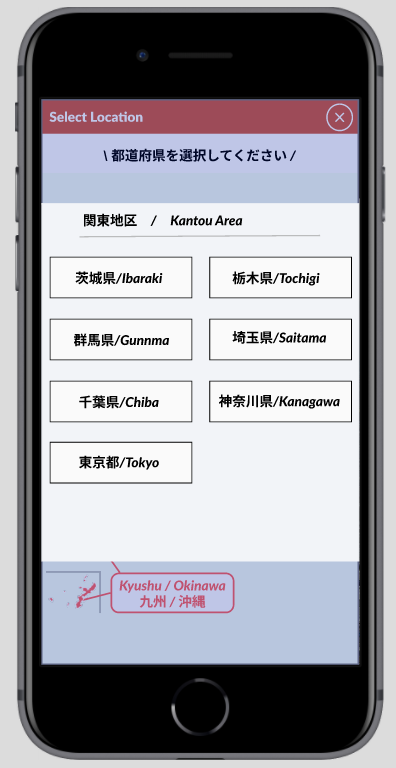 Select Location
\ 都道府県を選択してください /
関東地区 / Kantou Area
茨城県/Ibaraki
栃木県/Tochigi
群馬県/Gunnma
埼玉県/Saitama
千葉県/Chiba
神奈川県/Kanagawa
東京都/Tokyo
Kyushu / Okinawa
九州 / 沖縄